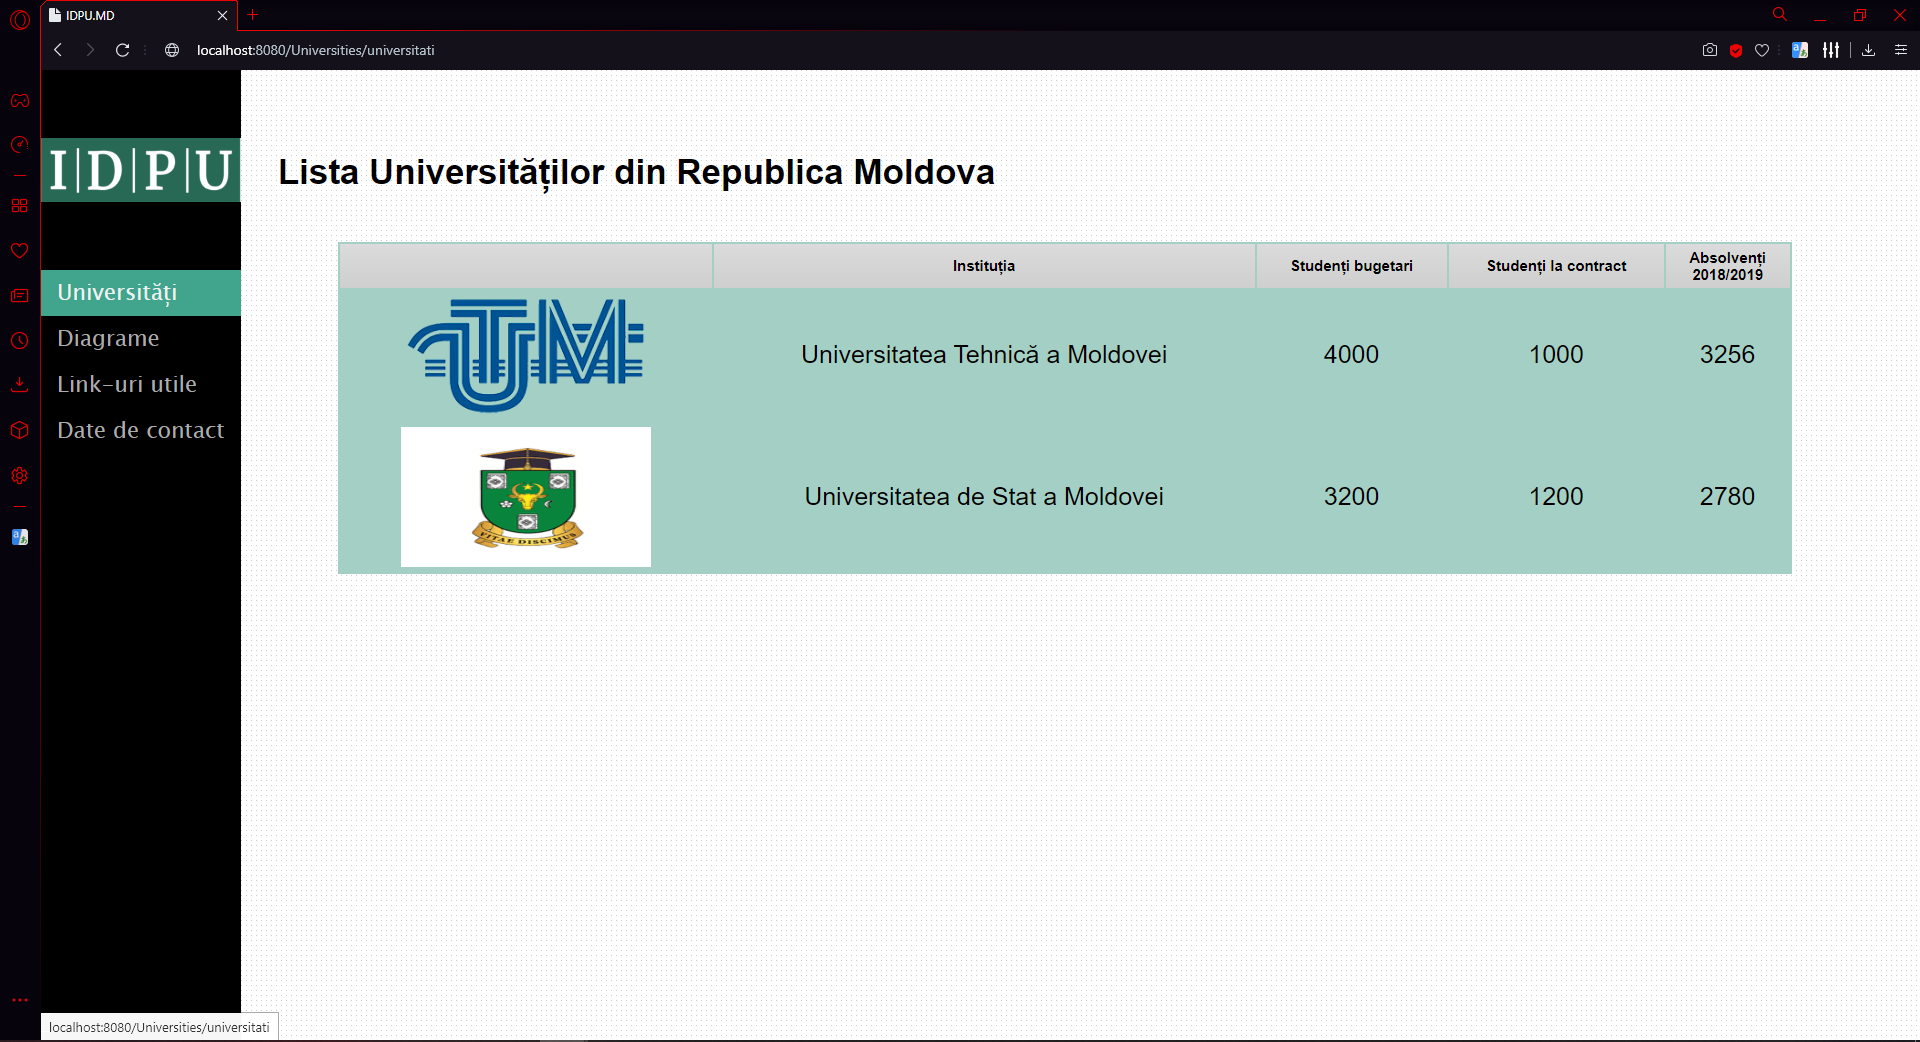 IDPU.MD
localhost:8080/Universities/universitati
I|D|P|U
Universități
Diagrame
Link-uri utile
Date de contact
Lista Universităților din Republica Moldova
Instituția
Studenți bugetari
Studenți la contract
Absolvenți
2018/2019
UTM
Universitatea Tehnică a Moldovei
4000
1000
3256
VITAE DISCIMUS
Universitatea de Stat a Moldovei
3200
1200
2780
localhost:8080/Universities/universitati